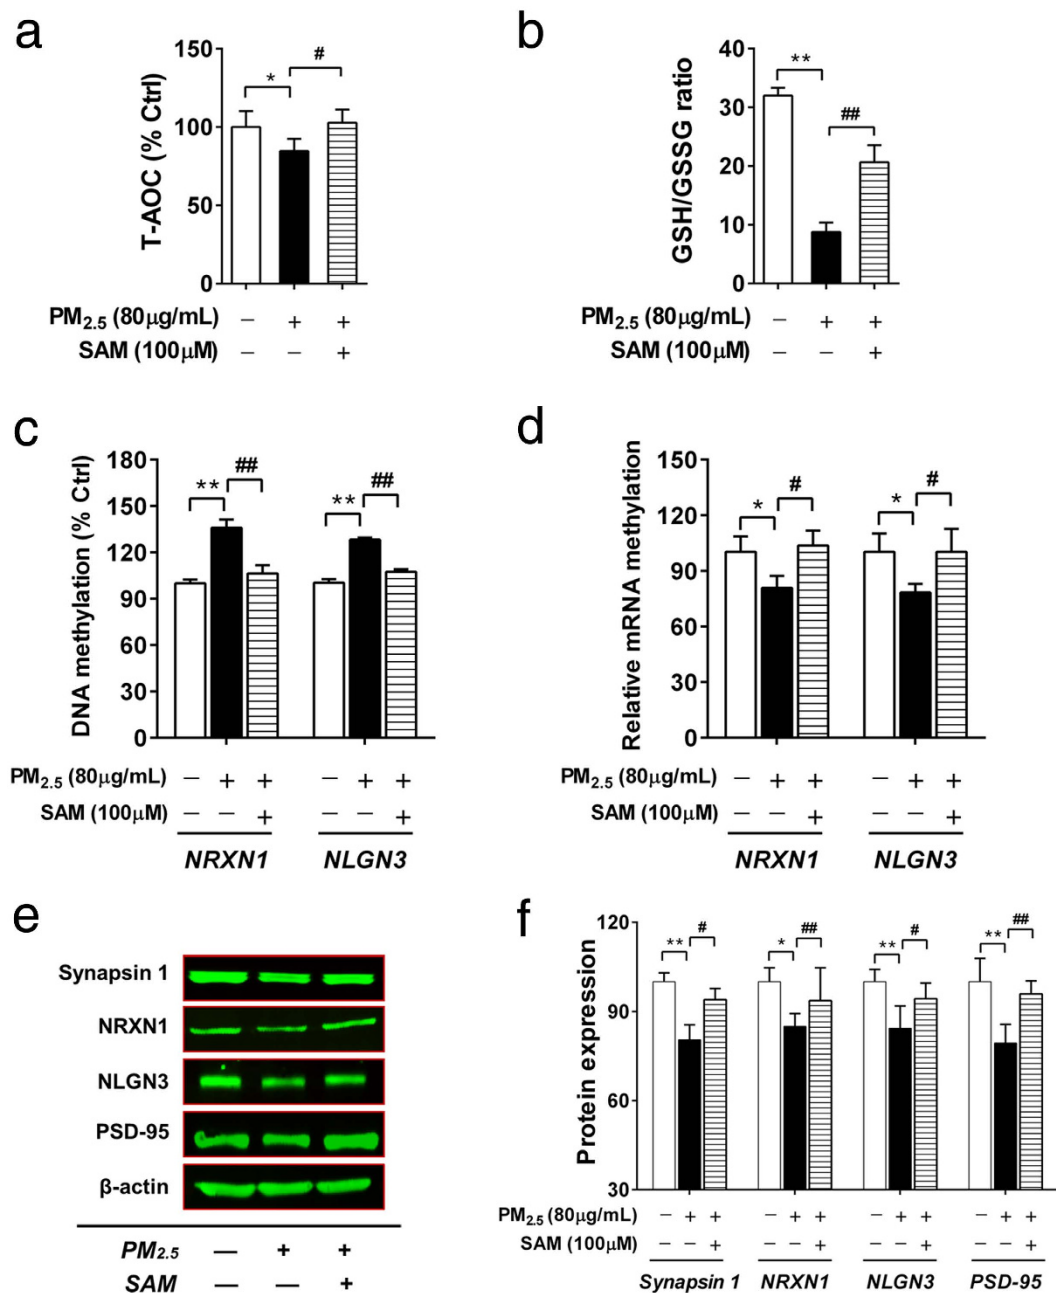 a
150
100
50
0
T-AOC (% Ctrl)
*
#
PM2.5 (80μg/mL) – + +
SAM (100μM) – – +
b
40
30
20
10
0
GSH/GSSG ratio
**
##
PM2.5 (80μg/mL) – + +
SAM (100μM) – – +
c
180
150
120
90
60
30
0
DNA methylation (% Ctrl)
** ## ** ##
PM2.5 (80μg/mL) – + + – + +
SAM (100μM) – – + – – +
NRXN1 NLGN3
d
150
120
90
60
30
0
Relative mRNA methylation
* # * #
PM2.5 (80μg/mL) – + + – + +
SAM (100μM) – – + – – +
NRXN1 NLGN3
e
Synapsin 1
NRXN1
NLGN3
PSD-95
β-actin
PM2.5 — + +
SAM — — +
f
120
90
60
30
Protein expression
** # * ## ** # ** ##
PM2.5 (80μg/mL) – + + – + + – + + – + +
SAM (100μM) – – + – – + – – + – – +
Synapsin 1 NRXN1 NLGN3 PSD-95